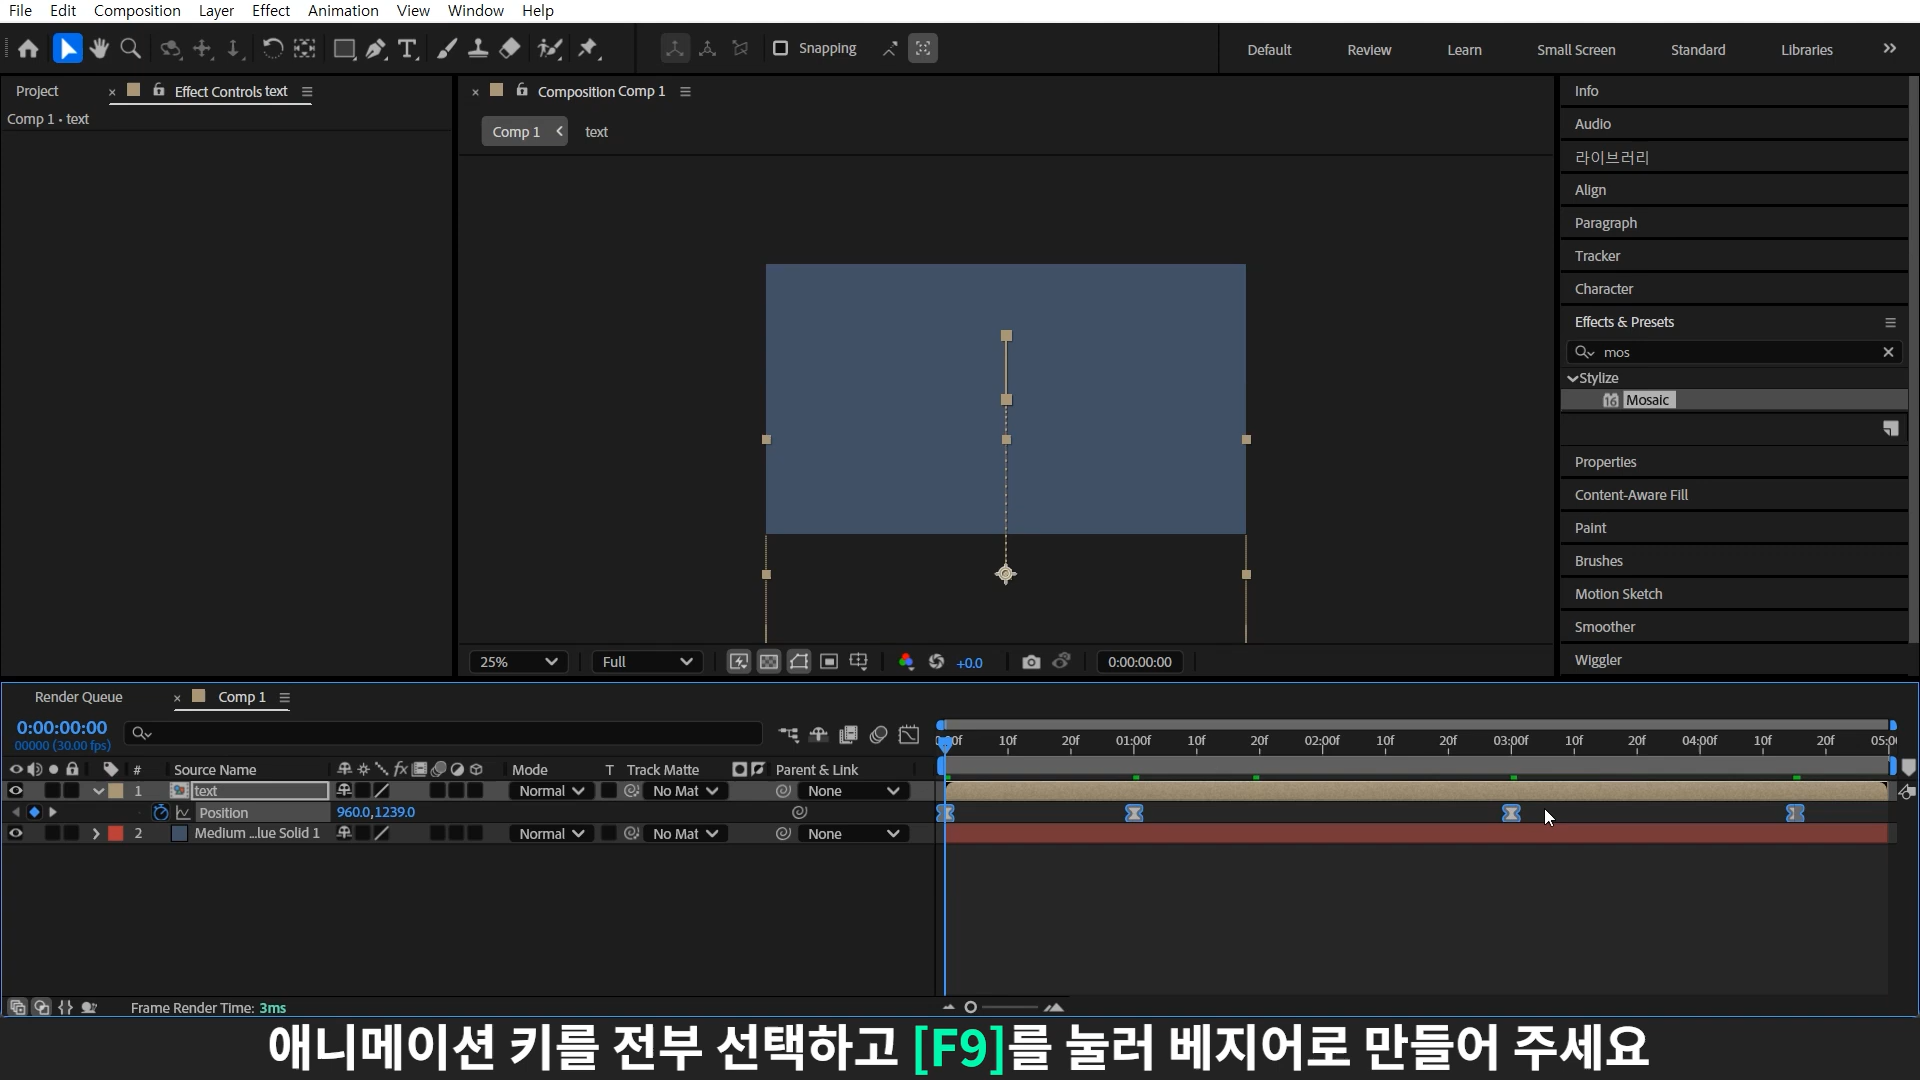 File Edit Composition Layer Effect Animation View Window Help
Snapping Default Review Learn Small Screen Standard Libraries
Project Effect Controls text
Comp 1 • text
Composition Comp 1
Comp 1 text
Info
Audio
라이브러리
Align
Paragraph
Tracker
Character
Effects & Presets
mos
Stylize
16 Mosaic
Properties
Content-Aware Fill
Paint
Brushes
Motion Sketch
Smoother
Wiggler
25% Full +0.0 0:00:00:00
Render Queue Comp 1
0:00:00:00
00000 (30.00 fps)
10f 20f 01:00f 10f 20f 02:00f 10f 20f 03:00f 10f 20f 04:00f 10f 20f
# Source Name fx Mode T Track Matte Parent & Link
1 text Normal No Mat None
Position 960.0,1239.0
2 Medium ...lue Solid 1 Normal No Mat None
Frame Render Time: 3ms
애니메이션 키를 전부 선택하고 [F9]를 눌러 베지어로 만들어 주세요